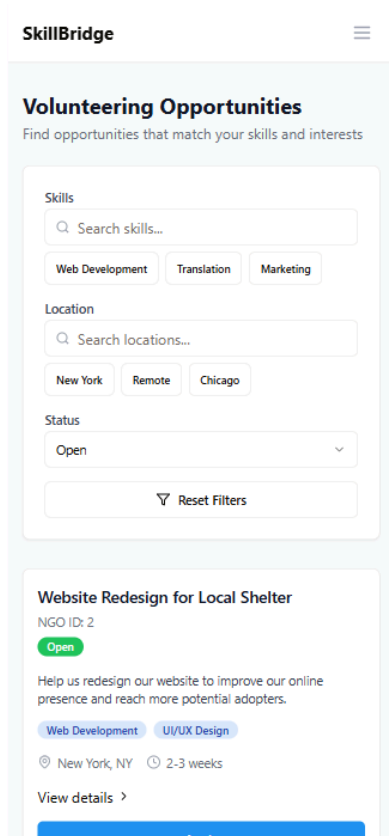 SkillBridge
Volunteering Opportunities
Find opportunities that match your skills and interests
Skills
Search skills...
Web Development Translation Marketing
Location
Search locations...
New York Remote Chicago
Status
Open
Reset Filters
Website Redesign for Local Shelter
NGO ID: 2
Open
Help us redesign our website to improve our online
presence and reach more potential adopters.
Web Development UI/UX Design
New York, NY 2-3 weeks
View details